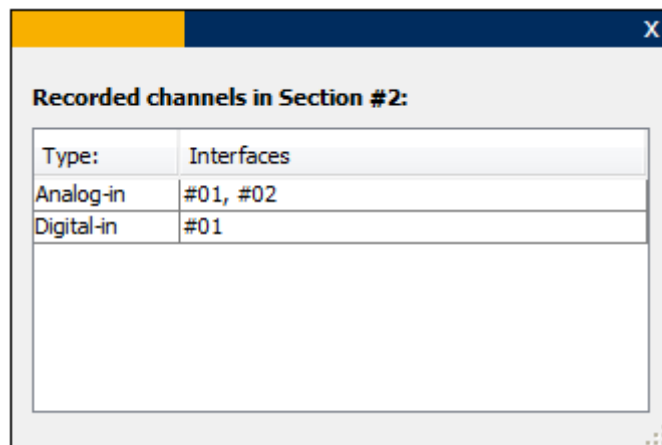 X
Recorded channels in Section #2:
Type: Interfaces
Analog-in #01, #02
Digital-in #01